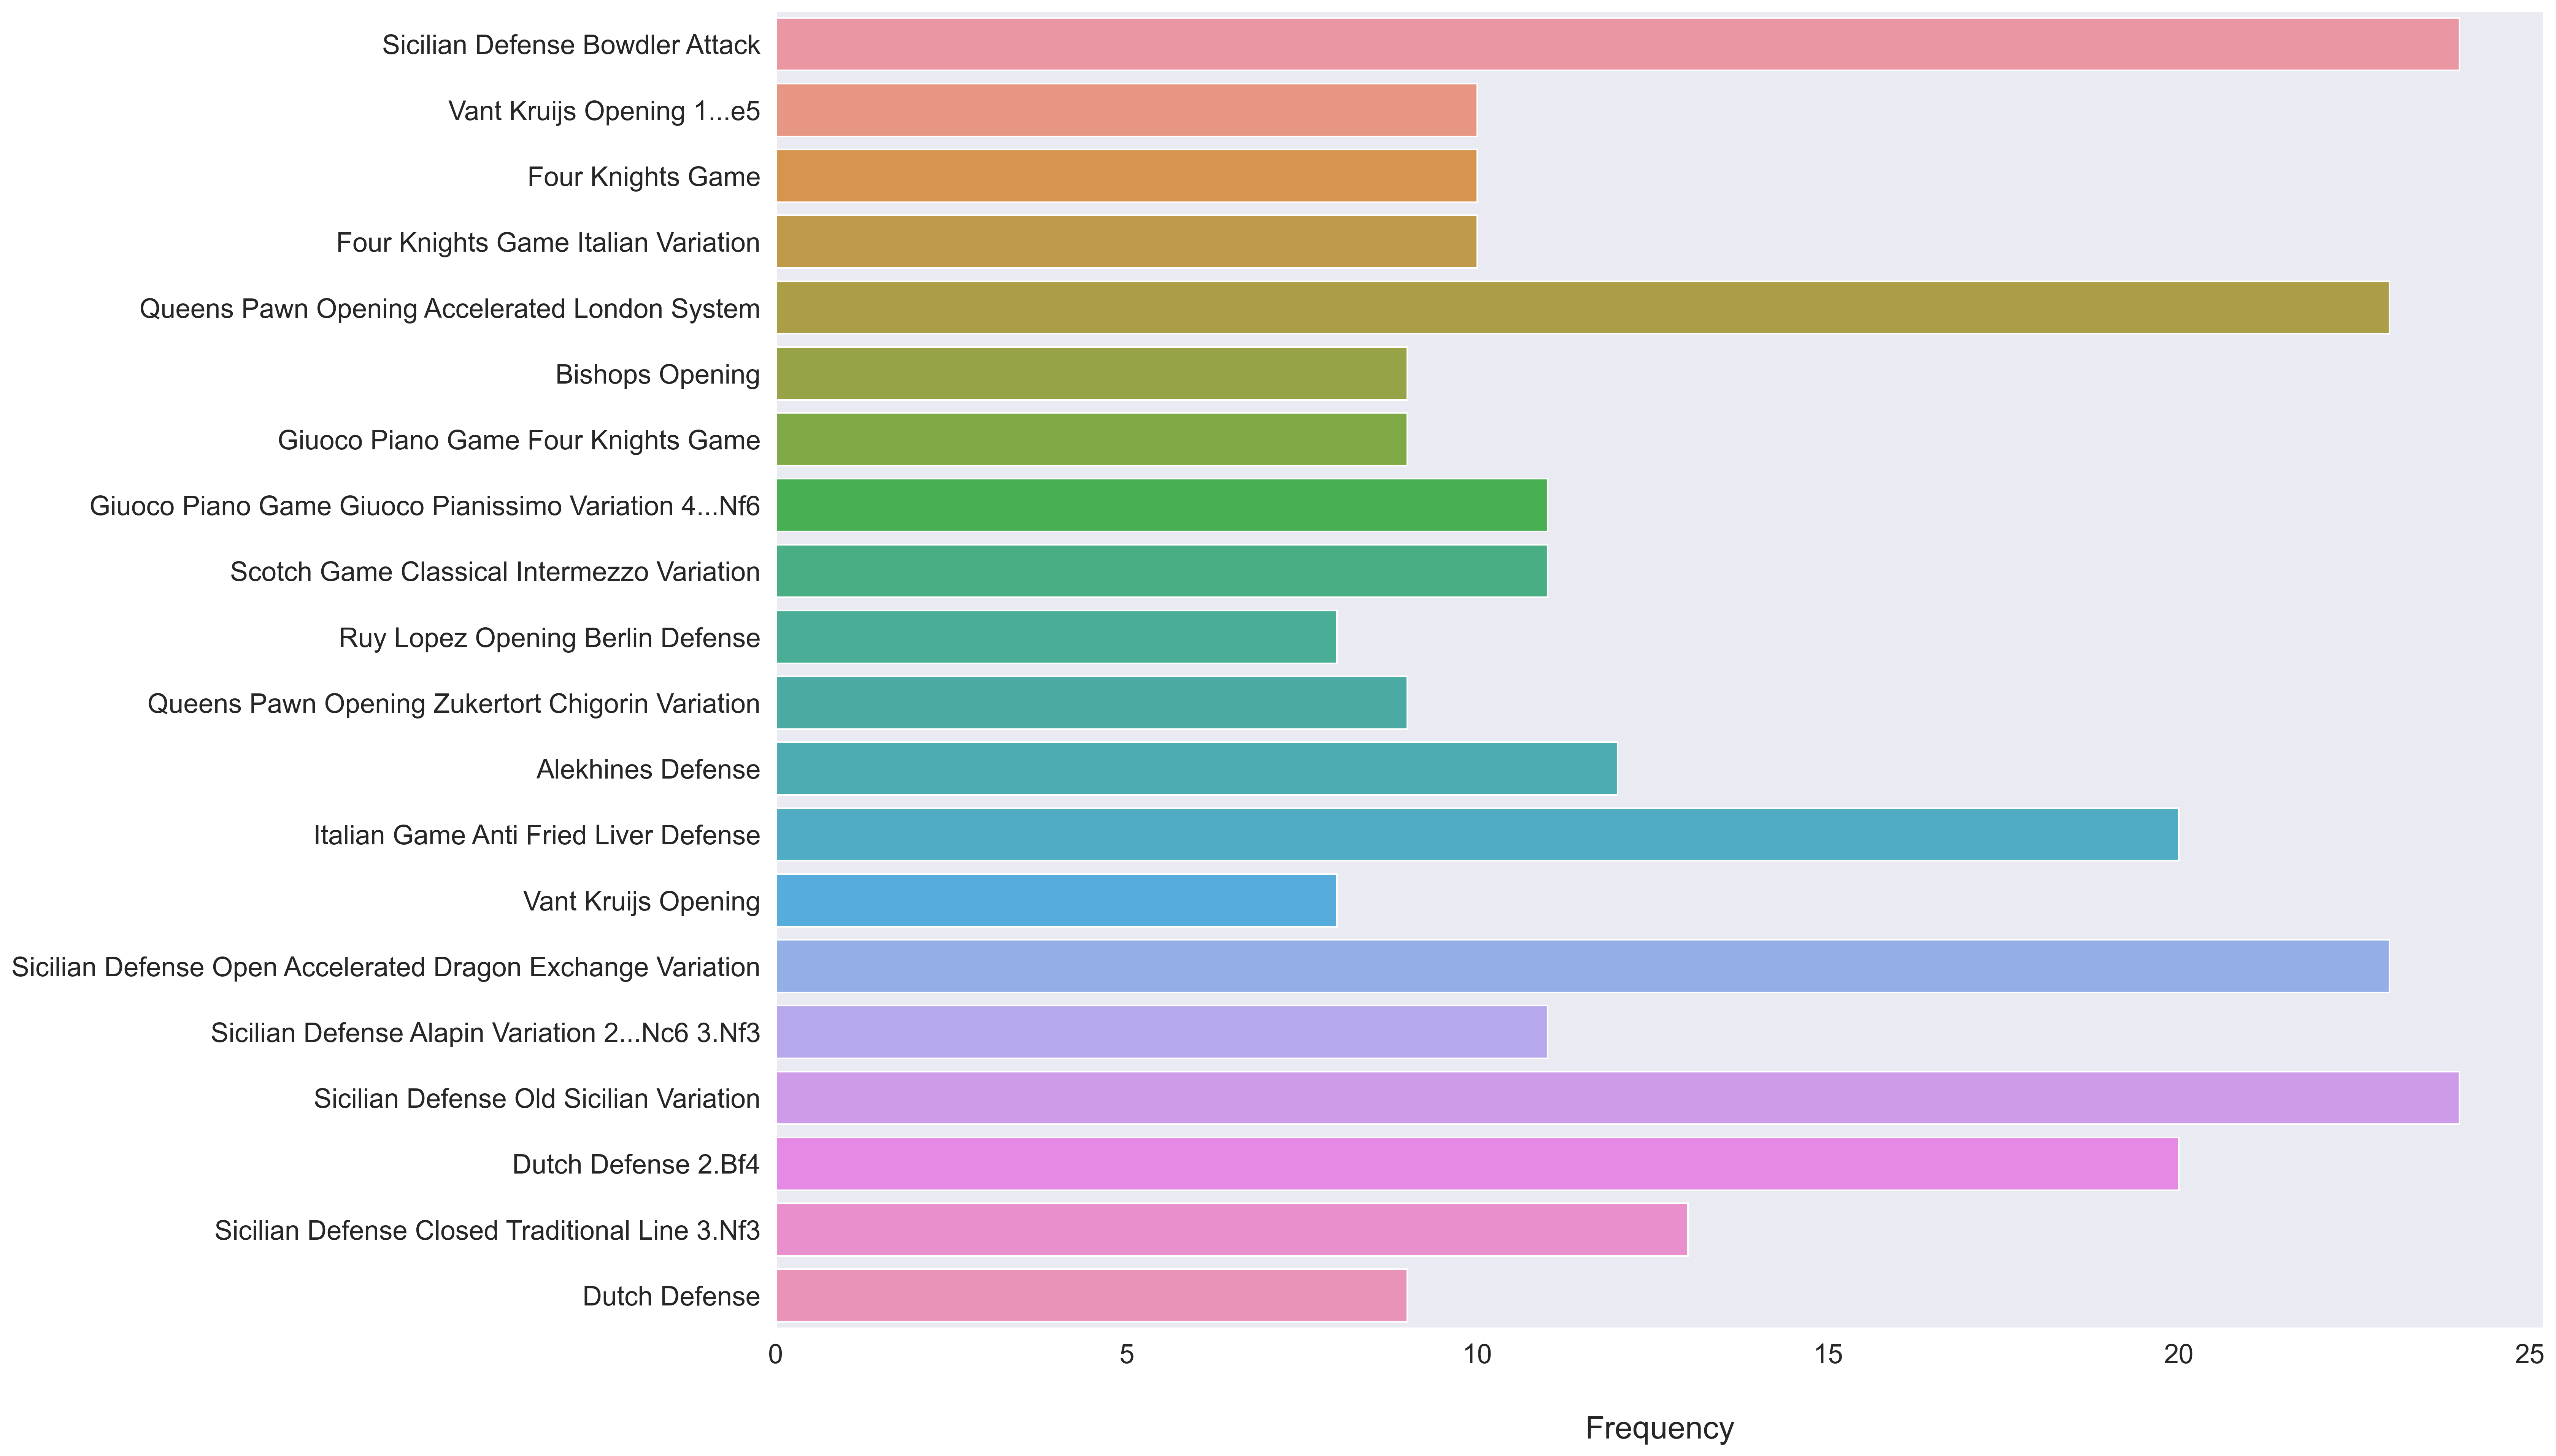 Sicilian Defense Bowdler Attack
Vant Kruijs Opening 1...e5
Four Knights Game
Four Knights Game Italian Variation
Queens Pawn Opening Accelerated London System
Bishops Opening
Giuoco Piano Game Four Knights Game
Giuoco Piano Game Giuoco Pianissimo Variation 4...Nf6
Scotch Game Classical Intermezzo Variation
Ruy Lopez Opening Berlin Defense
Queens Pawn Opening Zukertort Chigorin Variation
Alekhines Defense
Italian Game Anti Fried Liver Defense
Vant Kruijs Opening
Sicilian Defense Open Accelerated Dragon Exchange Variation
Sicilian Defense Alapin Variation 2...Nc6 3.Nf3
Sicilian Defense Old Sicilian Variation
Dutch Defense 2.Bf4
Sicilian Defense Closed Traditional Line 3.Nf3
Dutch Defense
0 5 10 15 20 25
Frequency